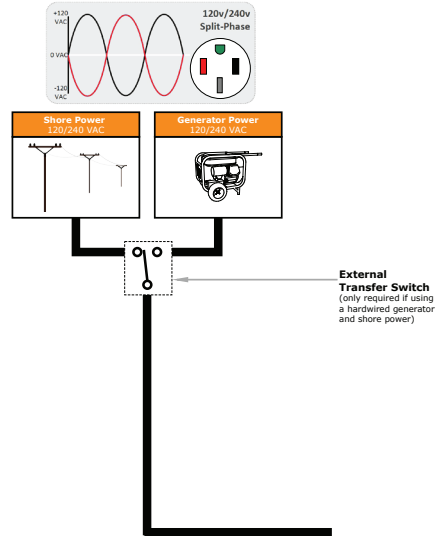 +120
VAC
0 VAC
-120
VAC
120v/240v
Split-Phase
Shore Power
120/240 VAC
Generator Power
120/240 VAC
External
Transfer Switch
(only required if using
a hardwired generator
and shore power)